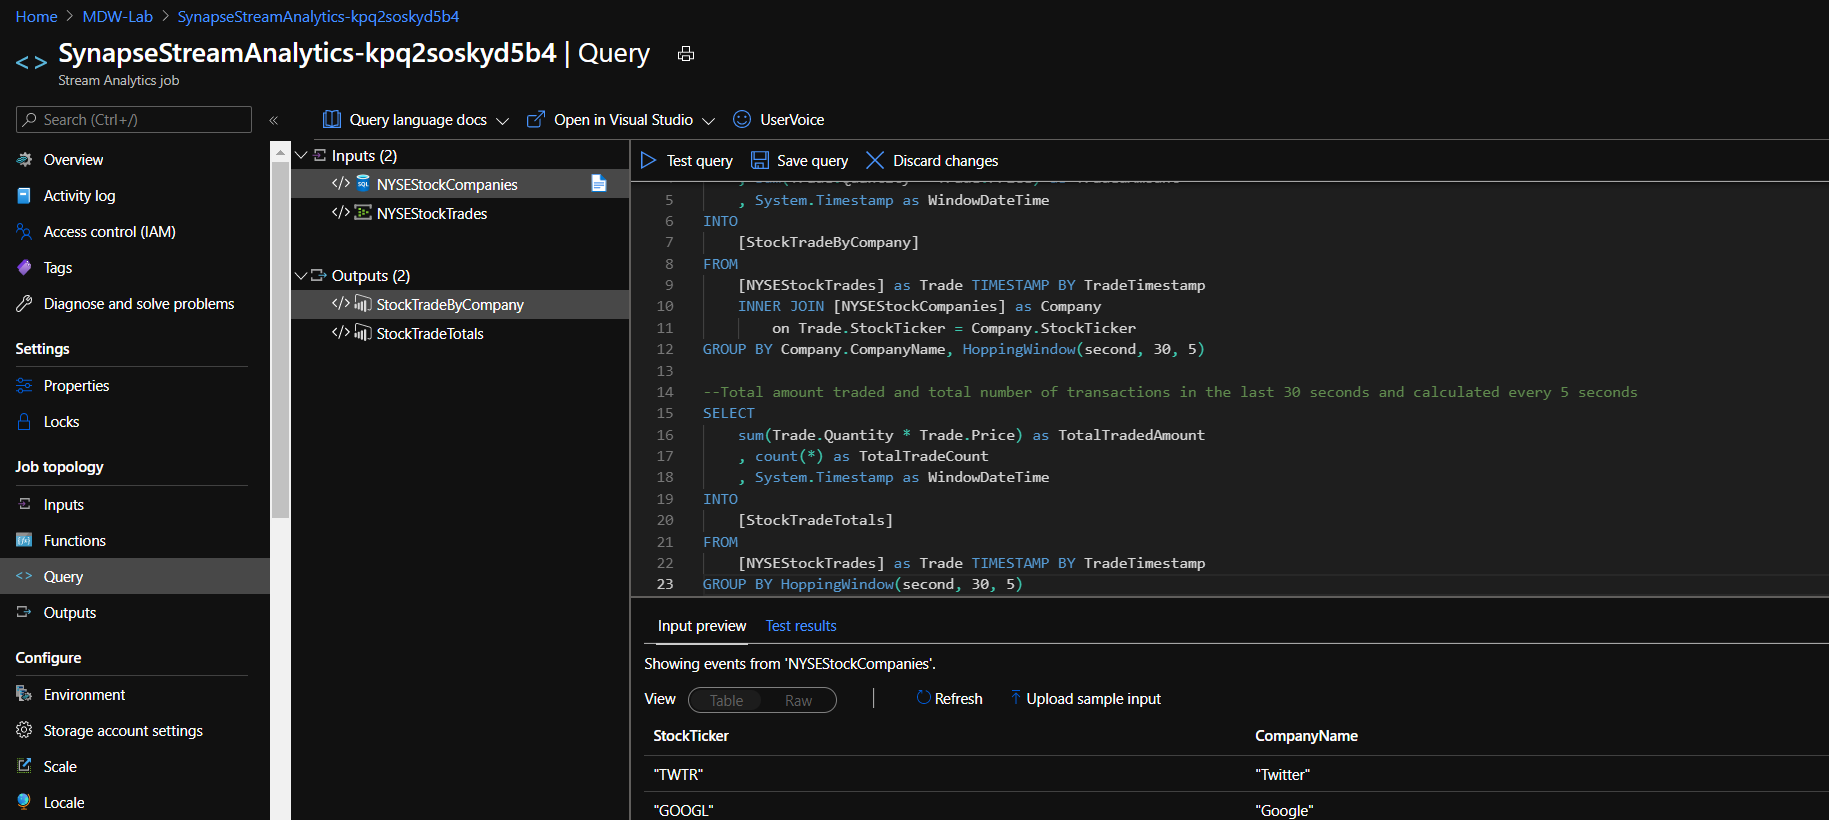 Home > MDW-Lab > SynapseStreamAnalytics-kpq2soskyd5b4
SynapseStreamAnalytics-kpq2soskyd5b4 | Query
Stream Analytics job
Search (Ctrl+/)
«
Overview
Activity log
Access control (IAM)
Tags
Diagnose and solve problems
Settings
Properties
Locks
Job topology
Inputs
Functions
Query
Outputs
Configure
Environment
Storage account settings
Scale
Locale
Query language docs
Open in Visual Studio
UserVoice
Inputs (2)
</> SQL NYSEStockCompanies
</> NYSEStockTrades
Outputs (2)
</> StockTradeByCompany
</> StockTradeTotals
Test query
Save query
Discard changes
5 , System.Timestamp as WindowDateTime
6 INTO
7 [StockTradeByCompany]
8 FROM
9 [NYSEStockTrades] as Trade TIMESTAMP BY TradeTimestamp
10 INNER JOIN [NYSEStockCompanies] as Company
11 on Trade.StockTicker = Company.StockTicker
12 GROUP BY Company.CompanyName, HoppingWindow(second, 30, 5)
13
14 --Total amount traded and total number of transactions in the last 30 seconds and calculated every 5 seconds
15 SELECT
16 sum(Trade.Quantity * Trade.Price) as TotalTradedAmount
17 , count(*) as TotalTradeCount
18 , System.Timestamp as WindowDateTime
19 INTO
20 [StockTradeTotals]
21 FROM
22 [NYSEStockTrades] as Trade TIMESTAMP BY TradeTimestamp
23 GROUP BY HoppingWindow(second, 30, 5)
Input preview Test results
Showing events from 'NYSEStockCompanies'.
View Table Raw | Refresh Upload sample input
StockTicker CompanyName
"TWTR" "Twitter"
"GOOGL" "Google"